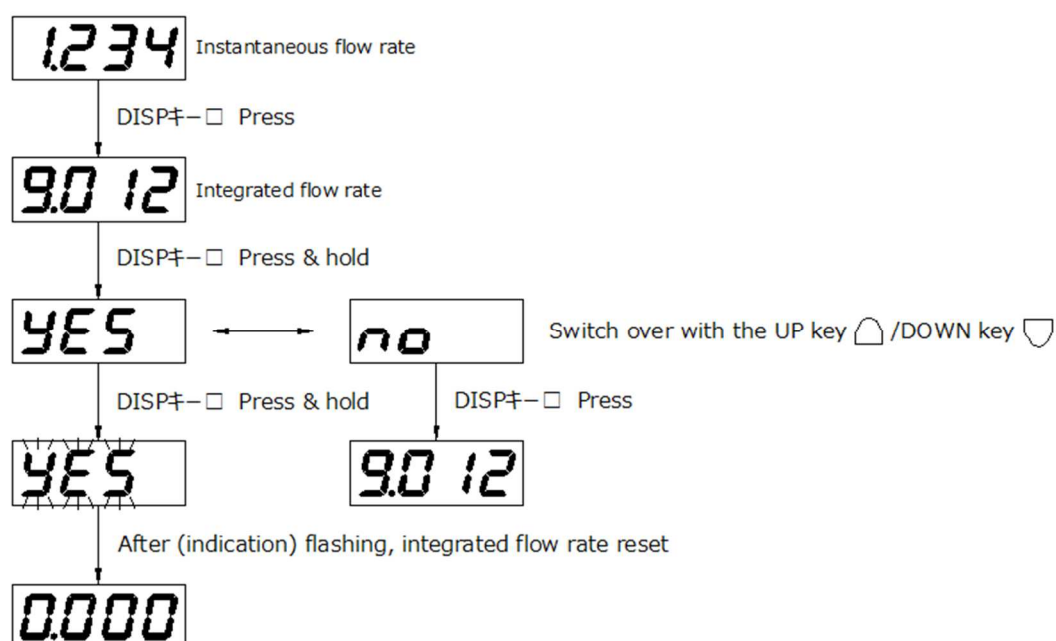 1.234 Instantaneous flow rate
DISPキー□ Press
9.012 Integrated flow rate
DISPキー□ Press & hold
YES no Switch over with the UP key /DOWN key
DISPキー□ Press & hold DISPキー□ Press
YES 9.012
After (indication) flashing, integrated flow rate reset
0.000